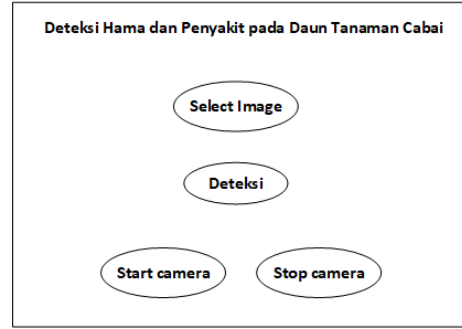 Deteksi Hama dan Penyakit pada Daun Tanaman Cabai
Select Image
Deteksi
Start camera
Stop camera